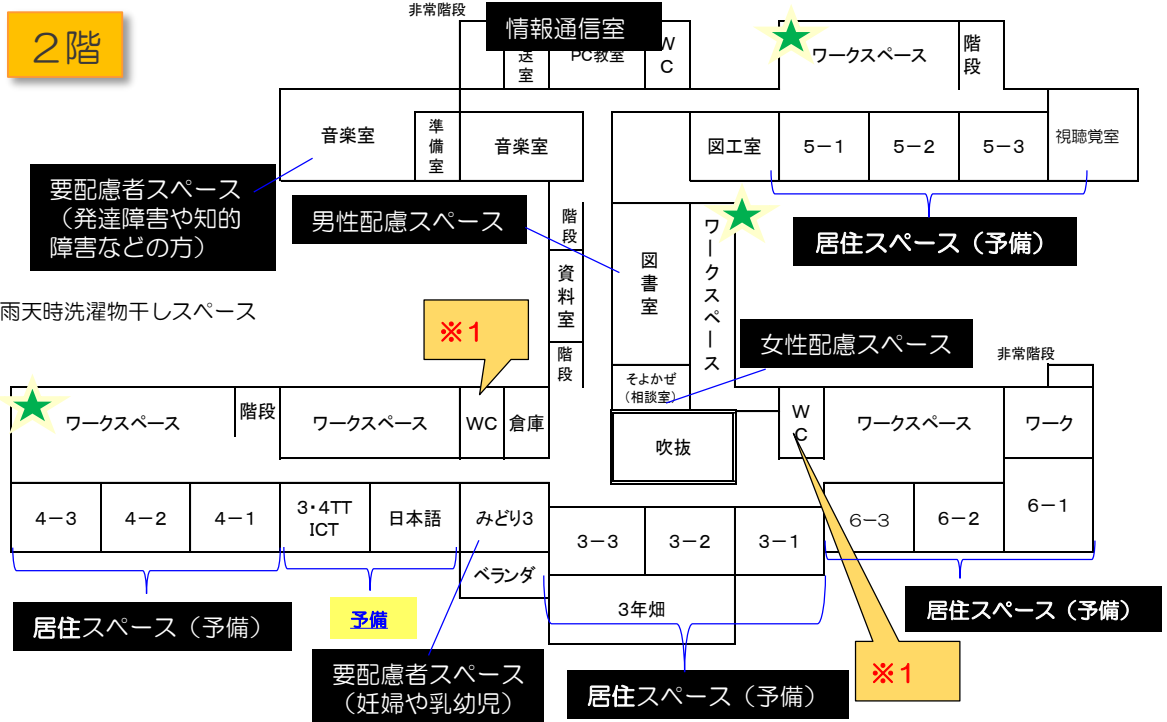 非常階段
２階
情報通信室
送室
PC教室
WC
ワークスペース
階段
音楽室
準備室
音楽室
図工室
５−１
５−２
５−３
視聴覚室
要配慮者スペース
（発達障害や知的
障害などの方）
男性配慮スペース
階段
資料室
階段
図書室
ワークスペース
居住スペース（予備）
雨天時洗濯物干しスペース
※1
女性配慮スペース
非常階段
そよかぜ
（相談室）
吹抜
ワークスペース
階段
ワークスペース
WC
倉庫
WC
ワークスペース
ワーク
４−３
４−２
４−１
３・４TT
ICT
日本語
みどり３
３−３
３−２
３−１
６−３
６−２
６−１
ベランダ
３年畑
居住スペース（予備）
予備
居住スペース（予備）
要配慮者スペース
（妊婦や乳幼児）
居住スペース（予備）
※1